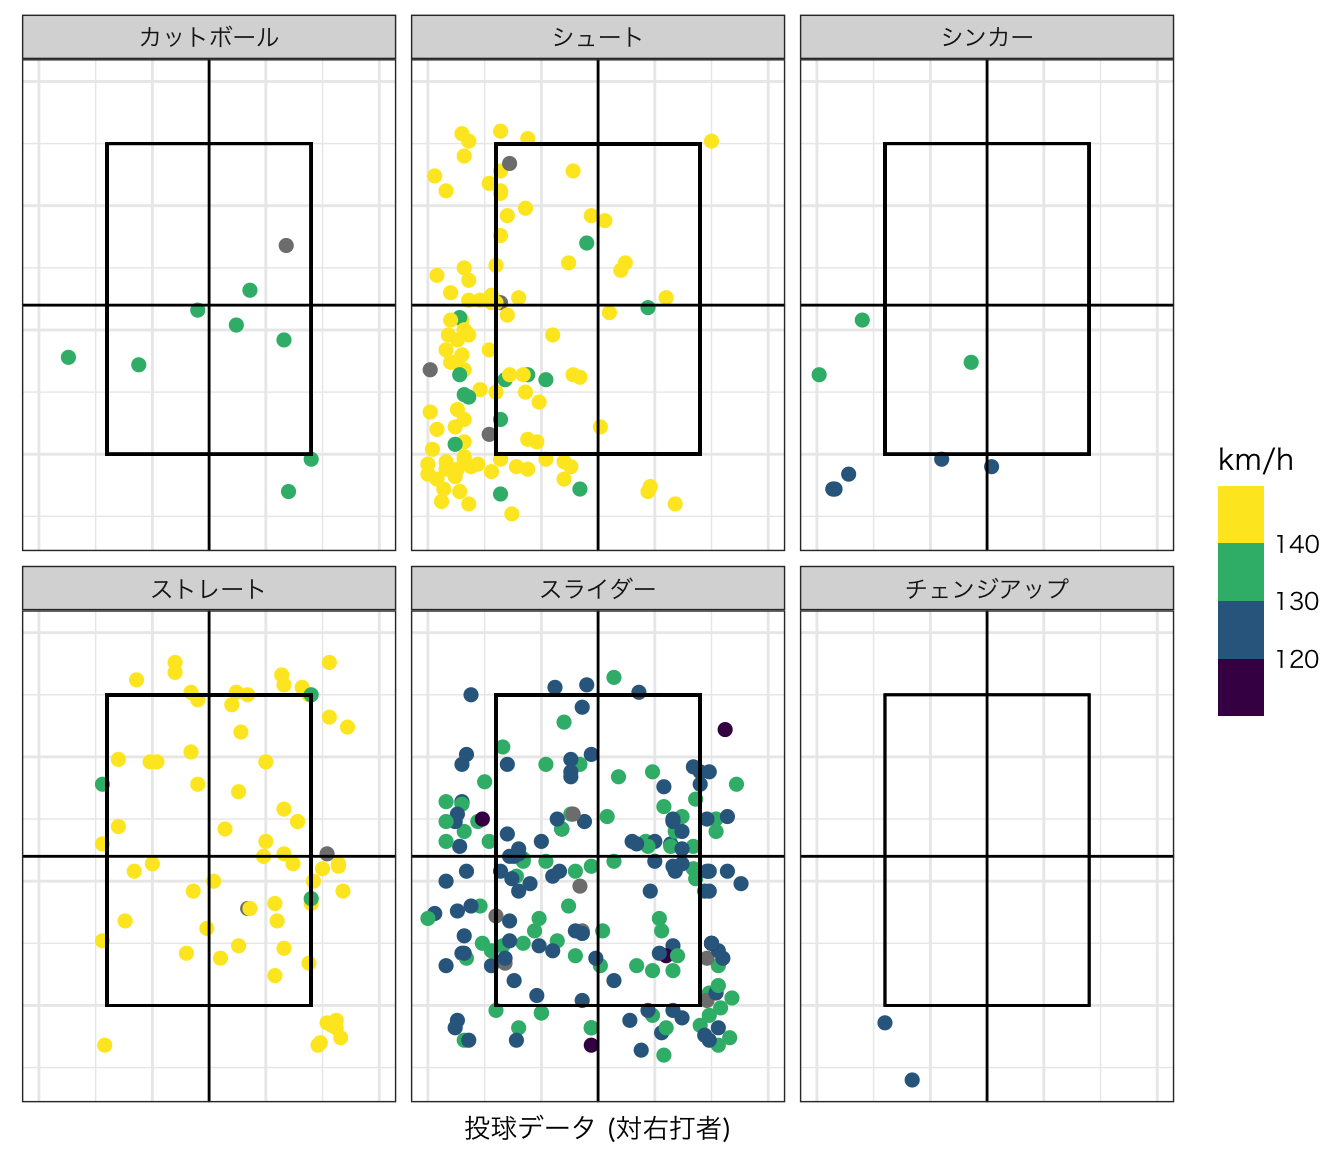 カットボール
シュート
シンカー
ストレート
スライダー
チェンジアップ
km/h
140
130
120
投球データ (対右打者)